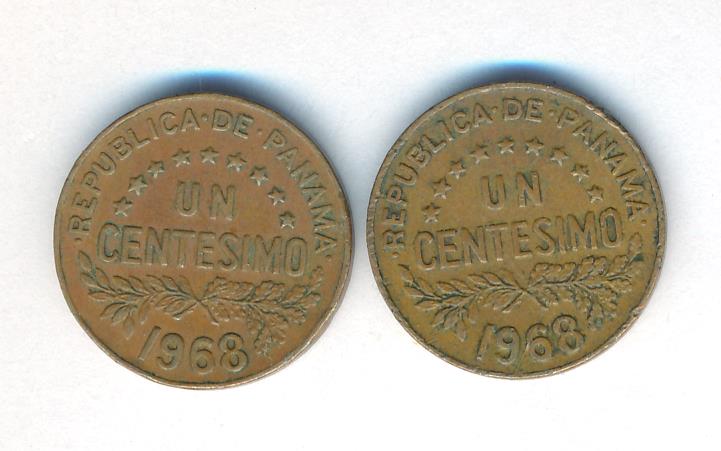 ·REPUBLICA·DE·PANAMA·
UN
CENTESIMO
1968
·REPUBLICA·DE·PANAMA·
UN
CENTESIMO
1968